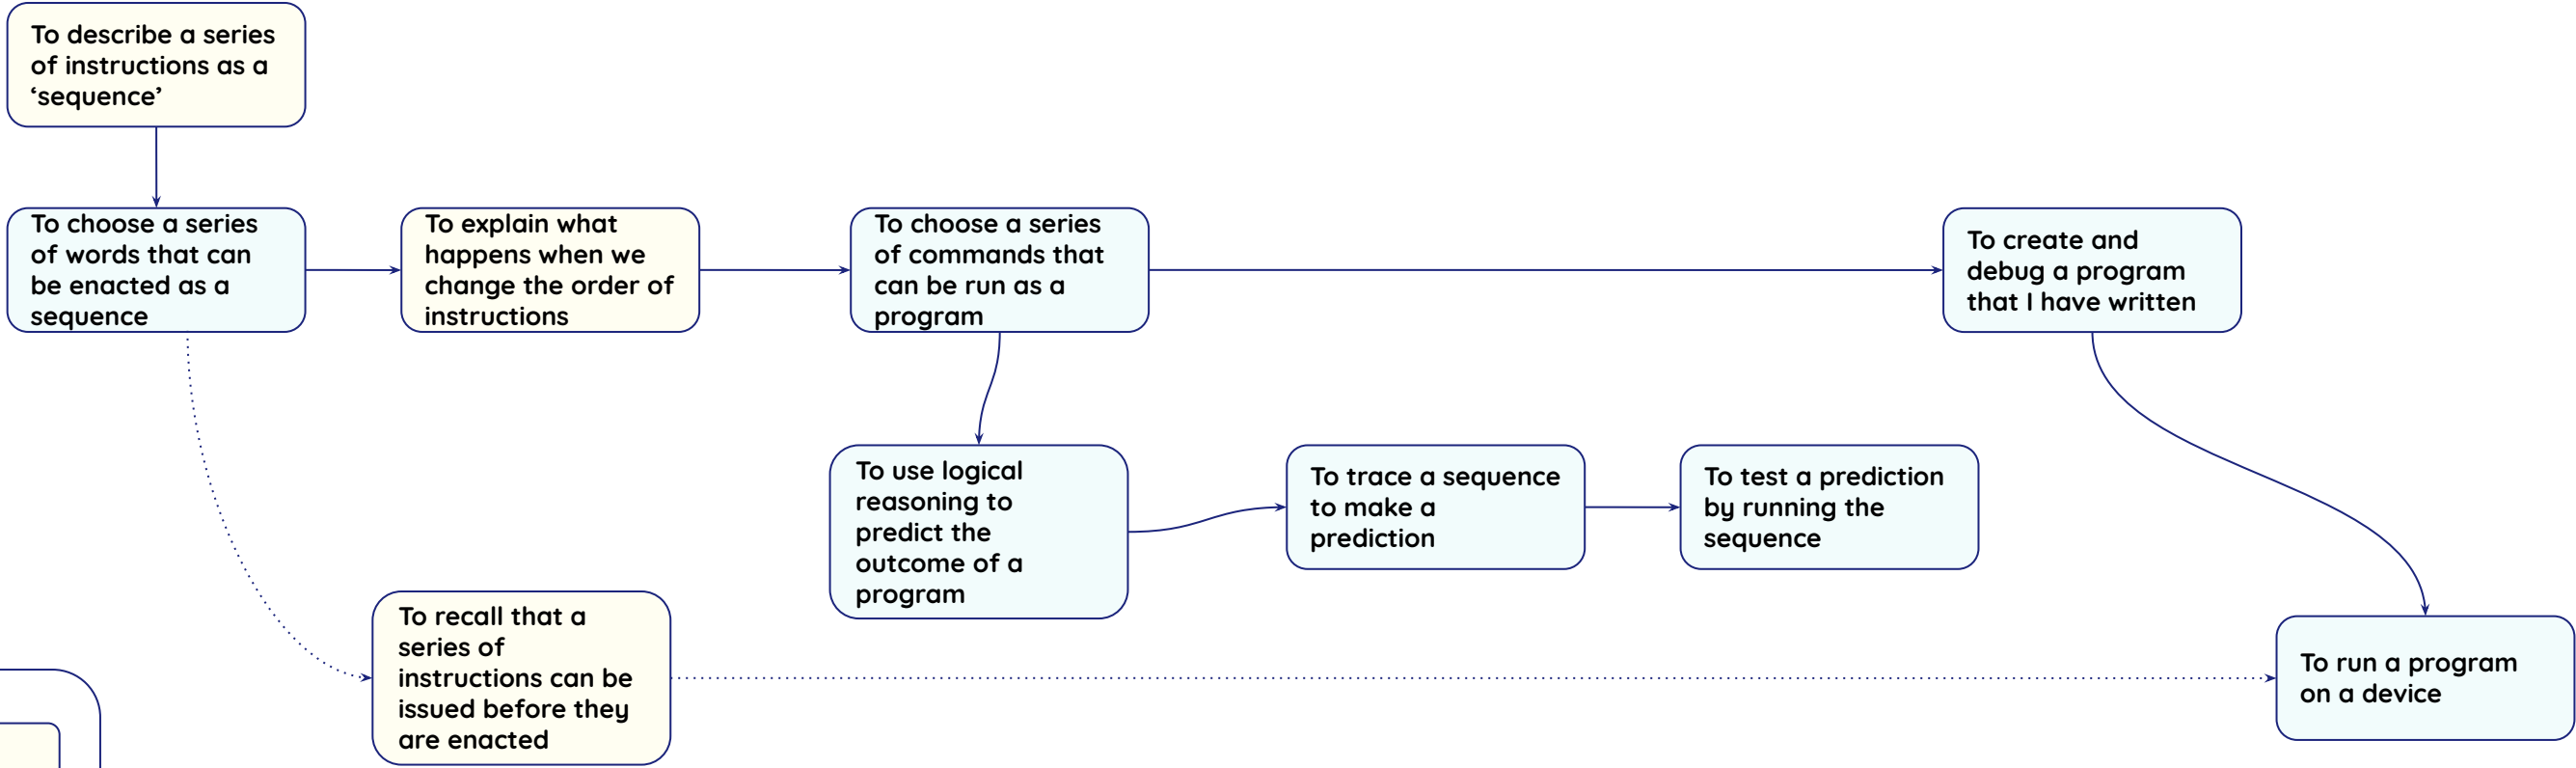 To describe a series
of instructions as a
‘sequence’
To choose a series
of words that can
be enacted as a
sequence
To explain what
happens when we
change the order of
instructions
To choose a series
of commands that
can be run as a
program
To create and
debug a program
that I have written
To use logical
reasoning to
predict the
outcome of a
program
To trace a sequence
to make a
prediction
To test a prediction
by running the
sequence
To recall that a
series of
instructions can be
issued before they
are enacted
To run a program
on a device